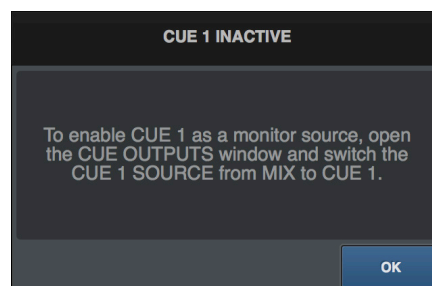 CUE 1 INACTIVE
To enable CUE 1 as a monitor source, open
the CUE OUTPUTS window and switch the
CUE 1 SOURCE from MIX to CUE 1.
OK